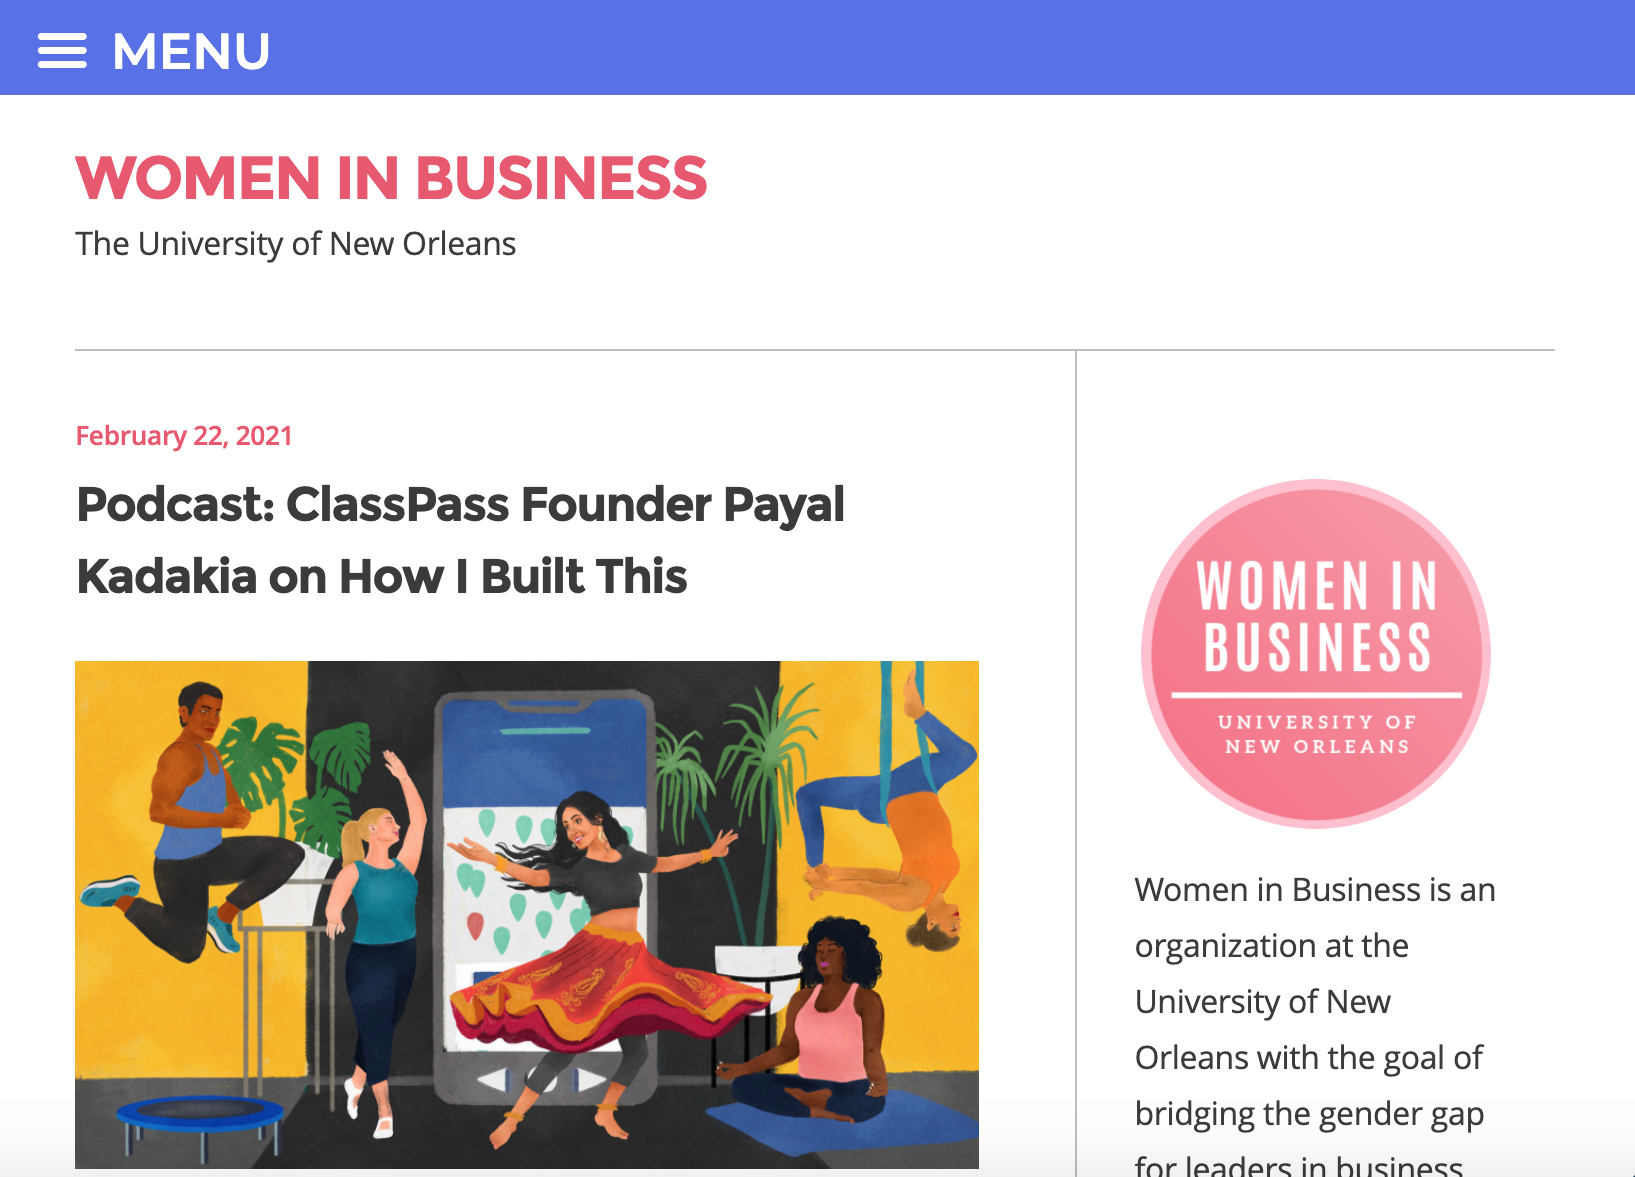 MENU
WOMEN IN BUSINESS
The University of New Orleans
February 22, 2021
Podcast: ClassPass Founder Payal
Kadakia on How I Built This
WOMEN IN
BUSINESS
UNIVERSITY OF
NEW ORLEANS
Women in Business is an
organization at the
University of New
Orleans with the goal of
bridging the gender gap
for leaders in business